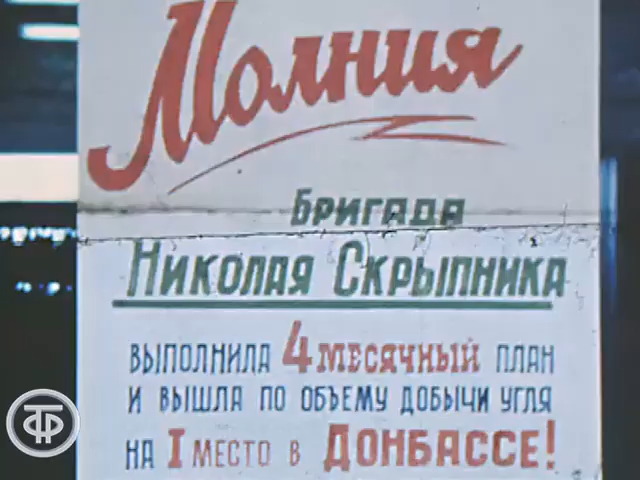 Молния
Бригада
Николая Скрыпника
выполнила 4 месячный план
и вышла по объему добычи угля
на I место в Донбассе!